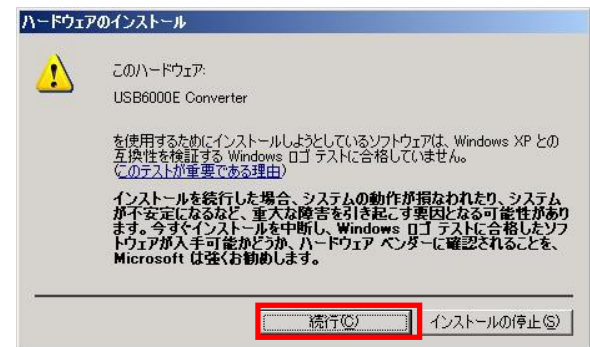 ハードウェアのインストール
このハードウェア:
USB6000E Converter
を使用するためにインストールしようとしているソフトウェアは、Windows XP との
互換性を検証する Windows ロゴ テストに合格していません。
(このテストが重要である理由)
インストールを続行した場合、システムの動作が損なわれたり、システム
が不安定になるなど、重大な障害を引き起こす要因となる可能性があり
ます。今すぐインストールを中断し、Windows ロゴ テストに合格したソフ
トウェアが入手可能かどうか、ハードウェア ベンダーに確認されることを、
Microsoft は強くお勧めします。
続行(C)
インストールの停止(S)